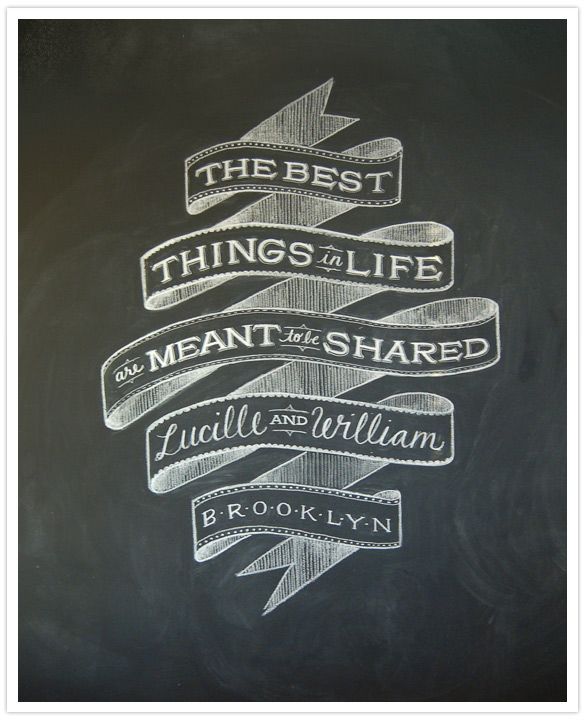 THE BEST
THINGS in LIFE
are MEANT to be SHARED
Lucille AND William
B·R·O·O·K·L·Y·N